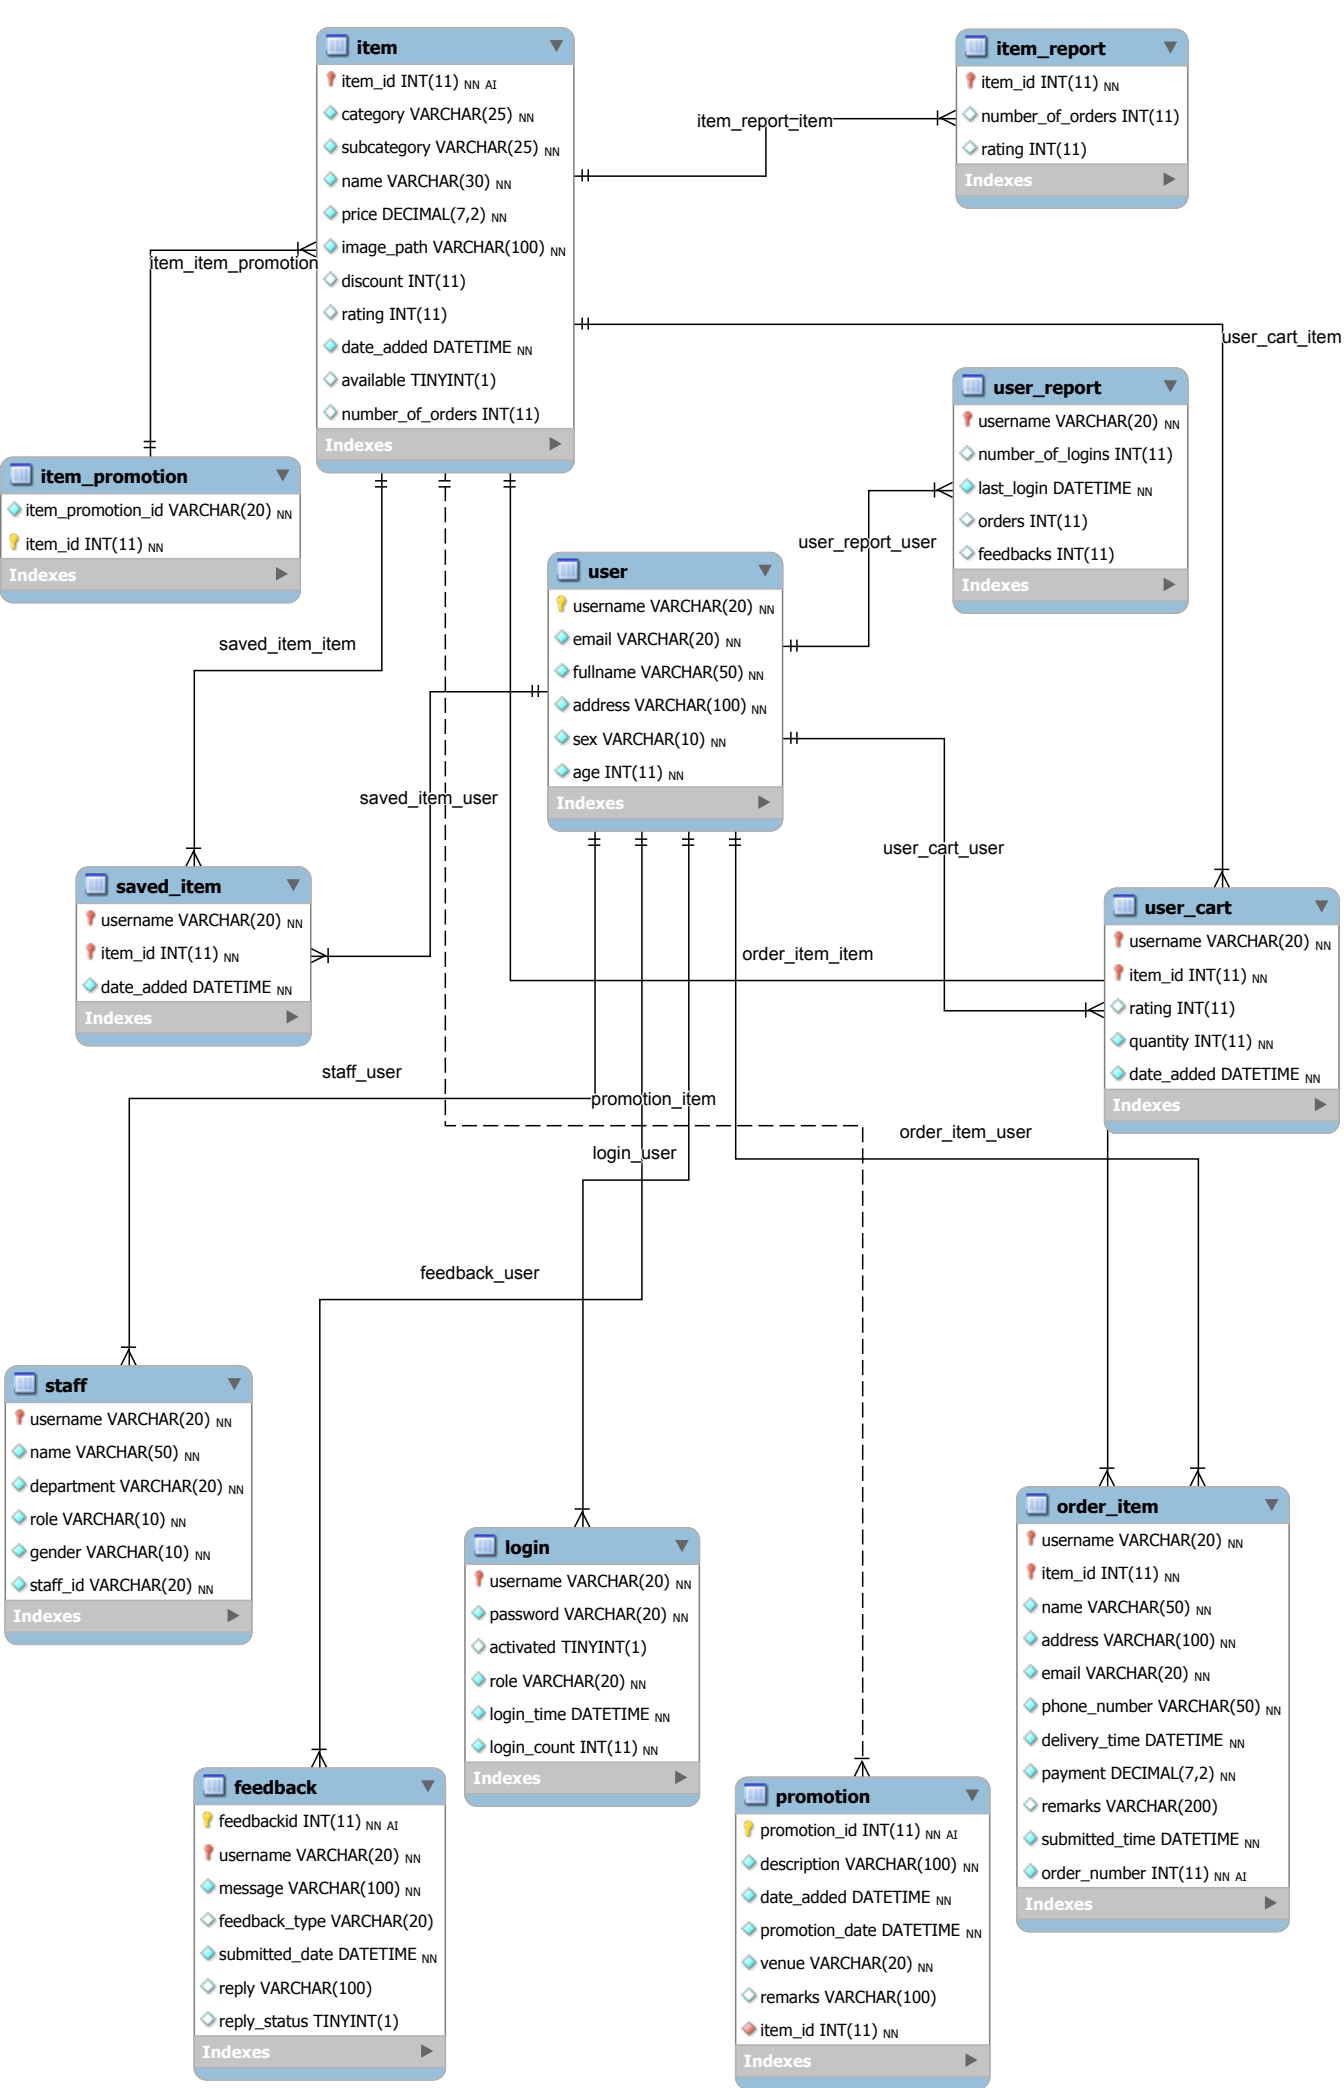 item
item_id INT(11) NN AI
category VARCHAR(25) NN
subcategory VARCHAR(25) NN
name VARCHAR(30) NN
price DECIMAL(7,2) NN
image_path VARCHAR(100) NN
discount INT(11)
rating INT(11)
date_added DATETIME NN
available TINYINT(1)
number_of_orders INT(11)
Indexes
item_report
item_id INT(11) NN
number_of_orders INT(11)
rating INT(11)
Indexes
item_report_item
item_item_promotion
user_cart_item
item_promotion
item_promotion_id VARCHAR(20) NN
item_id INT(11) NN
Indexes
user_report
username VARCHAR(20) NN
number_of_logins INT(11)
last_login DATETIME NN
orders INT(11)
feedbacks INT(11)
Indexes
user_report_user
user
username VARCHAR(20) NN
email VARCHAR(20) NN
fullname VARCHAR(50) NN
address VARCHAR(100) NN
sex VARCHAR(10) NN
age INT(11) NN
Indexes
saved_item_item
saved_item_user
user_cart_user
saved_item
username VARCHAR(20) NN
item_id INT(11) NN
date_added DATETIME NN
Indexes
user_cart
username VARCHAR(20) NN
item_id INT(11) NN
rating INT(11)
quantity INT(11) NN
date_added DATETIME NN
Indexes
order_item_item
staff_user
promotion_item
order_item_user
login_user
feedback_user
staff
username VARCHAR(20) NN
name VARCHAR(50) NN
department VARCHAR(20) NN
role VARCHAR(10) NN
gender VARCHAR(10) NN
staff_id VARCHAR(20) NN
Indexes
login
username VARCHAR(20) NN
password VARCHAR(20) NN
activated TINYINT(1)
role VARCHAR(20) NN
login_time DATETIME NN
login_count INT(11) NN
Indexes
order_item
username VARCHAR(20) NN
item_id INT(11) NN
name VARCHAR(50) NN
address VARCHAR(100) NN
email VARCHAR(20) NN
phone_number VARCHAR(50) NN
delivery_time DATETIME NN
payment DECIMAL(7,2) NN
remarks VARCHAR(200)
submitted_time DATETIME NN
order_number INT(11) NN AI
Indexes
feedback
feedbackid INT(11) NN AI
username VARCHAR(20) NN
message VARCHAR(100) NN
feedback_type VARCHAR(20)
submitted_date DATETIME NN
reply VARCHAR(100)
reply_status TINYINT(1)
Indexes
promotion
promotion_id INT(11) NN AI
description VARCHAR(100) NN
date_added DATETIME NN
promotion_date DATETIME NN
venue VARCHAR(20) NN
remarks VARCHAR(100)
item_id INT(11) NN
Indexes